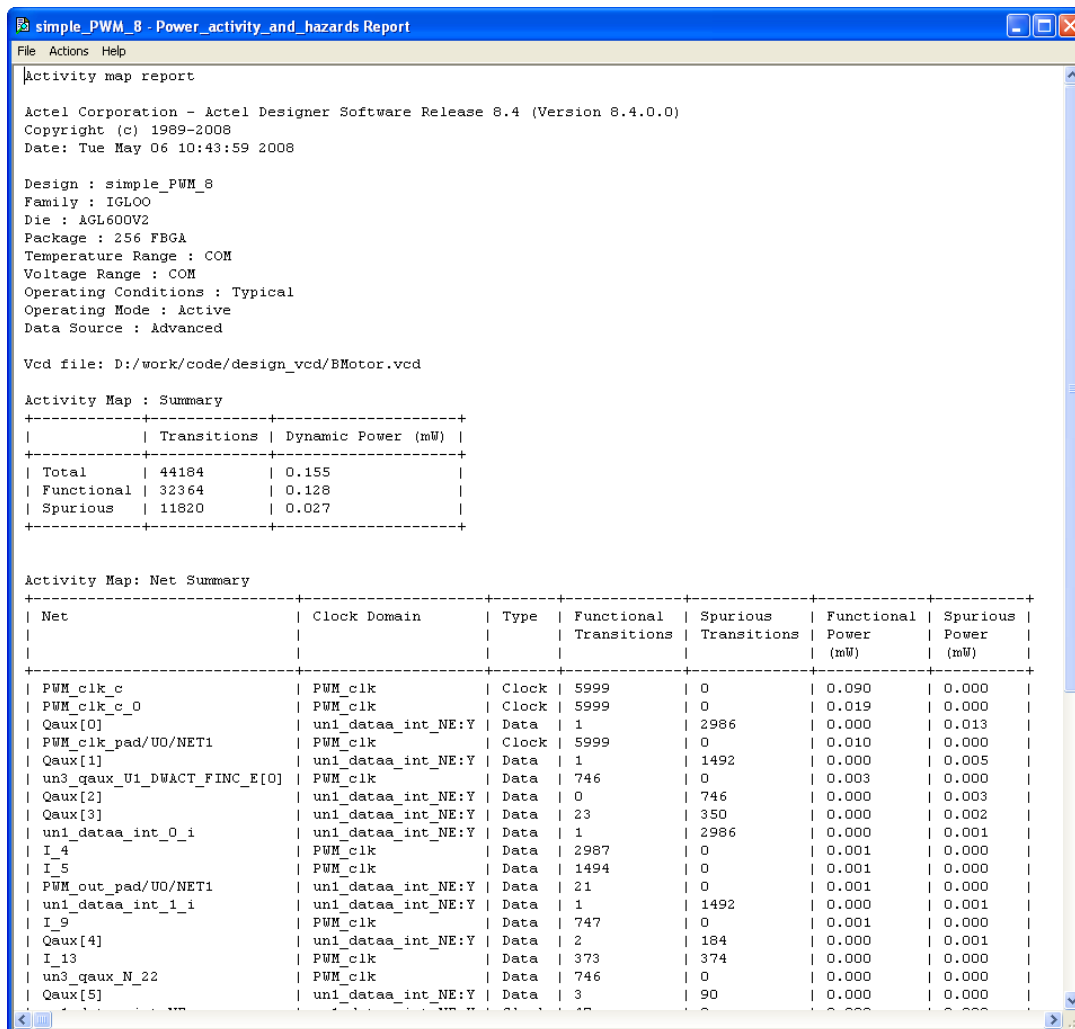 simple_PWM_8 - Power_activity_and_hazards Report
File Actions Help
Activity map report
Actel Corporation - Actel Designer Software Release 8.4 (Version 8.4.0.0)
Copyright (c) 1989-2008
Date: Tue May 06 10:43:59 2008
Design : simple_PWM_8
Family : IGLOO
Die : AGL600V2
Package : 256 FBGA
Temperature Range : COM
Voltage Range : COM
Operating Conditions : Typical
Operating Mode : Active
Data Source : Advanced
Vcd file: D:/work/code/design_vcd/BMotor.vcd
Activity Map : Summary
+------------+-------------+--------------------+
| | Transitions | Dynamic Power (mW) |
+------------+-------------+--------------------+
| Total | 44184 | 0.155 |
| Functional | 32364 | 0.128 |
| Spurious | 11820 | 0.027 |
+------------+-------------+--------------------+
Activity Map: Net Summary
| Net | Clock Domain | Type | Functional | Spurious | Functional | Spurious |
| | | | Transitions | Transitions | Power | Power |
| | | | | | (mW) | (mW) |
| PWM_clk_c | PWM_clk | Clock | 5999 | 0 | 0.090 | 0.000 |
| PWM_clk_c_0 | PWM_clk | Clock | 5999 | 0 | 0.019 | 0.000 |
| Qaux[0] | un1_dataa_int_NE:Y | Data | 1 | 2986 | 0.000 | 0.013 |
| PWM_clk_pad/U0/NET1 | PWM_clk | Clock | 5999 | 0 | 0.010 | 0.000 |
| Qaux[1] | un1_dataa_int_NE:Y | Data | 1 | 1492 | 0.000 | 0.005 |
| un3_qaux_U1_DWACT_FINC_E[0] | PWM_clk | Data | 746 | 0 | 0.003 | 0.000 |
| Qaux[2] | un1_dataa_int_NE:Y | Data | 0 | 746 | 0.000 | 0.003 |
| Qaux[3] | un1_dataa_int_NE:Y | Data | 23 | 350 | 0.000 | 0.002 |
| un1_dataa_int_0_i | un1_dataa_int_NE:Y | Data | 1 | 2986 | 0.000 | 0.001 |
| I_4 | PWM_clk | Data | 2987 | 0 | 0.001 | 0.000 |
| I_5 | PWM_clk | Data | 1494 | 0 | 0.001 | 0.000 |
| PWM_out_pad/U0/NET1 | un1_dataa_int_NE:Y | Data | 21 | 0 | 0.001 | 0.000 |
| un1_dataa_int_1_i | un1_dataa_int_NE:Y | Data | 1 | 1492 | 0.000 | 0.001 |
| I_9 | PWM_clk | Data | 747 | 0 | 0.001 | 0.000 |
| Qaux[4] | un1_dataa_int_NE:Y | Data | 2 | 184 | 0.000 | 0.001 |
| I_13 | PWM_clk | Data | 373 | 374 | 0.000 | 0.000 |
| un3_qaux_N_22 | PWM_clk | Data | 746 | 0 | 0.000 | 0.000 |
| Qaux[5] | un1_dataa_int_NE:Y | Data | 3 | 90 | 0.000 | 0.000 |